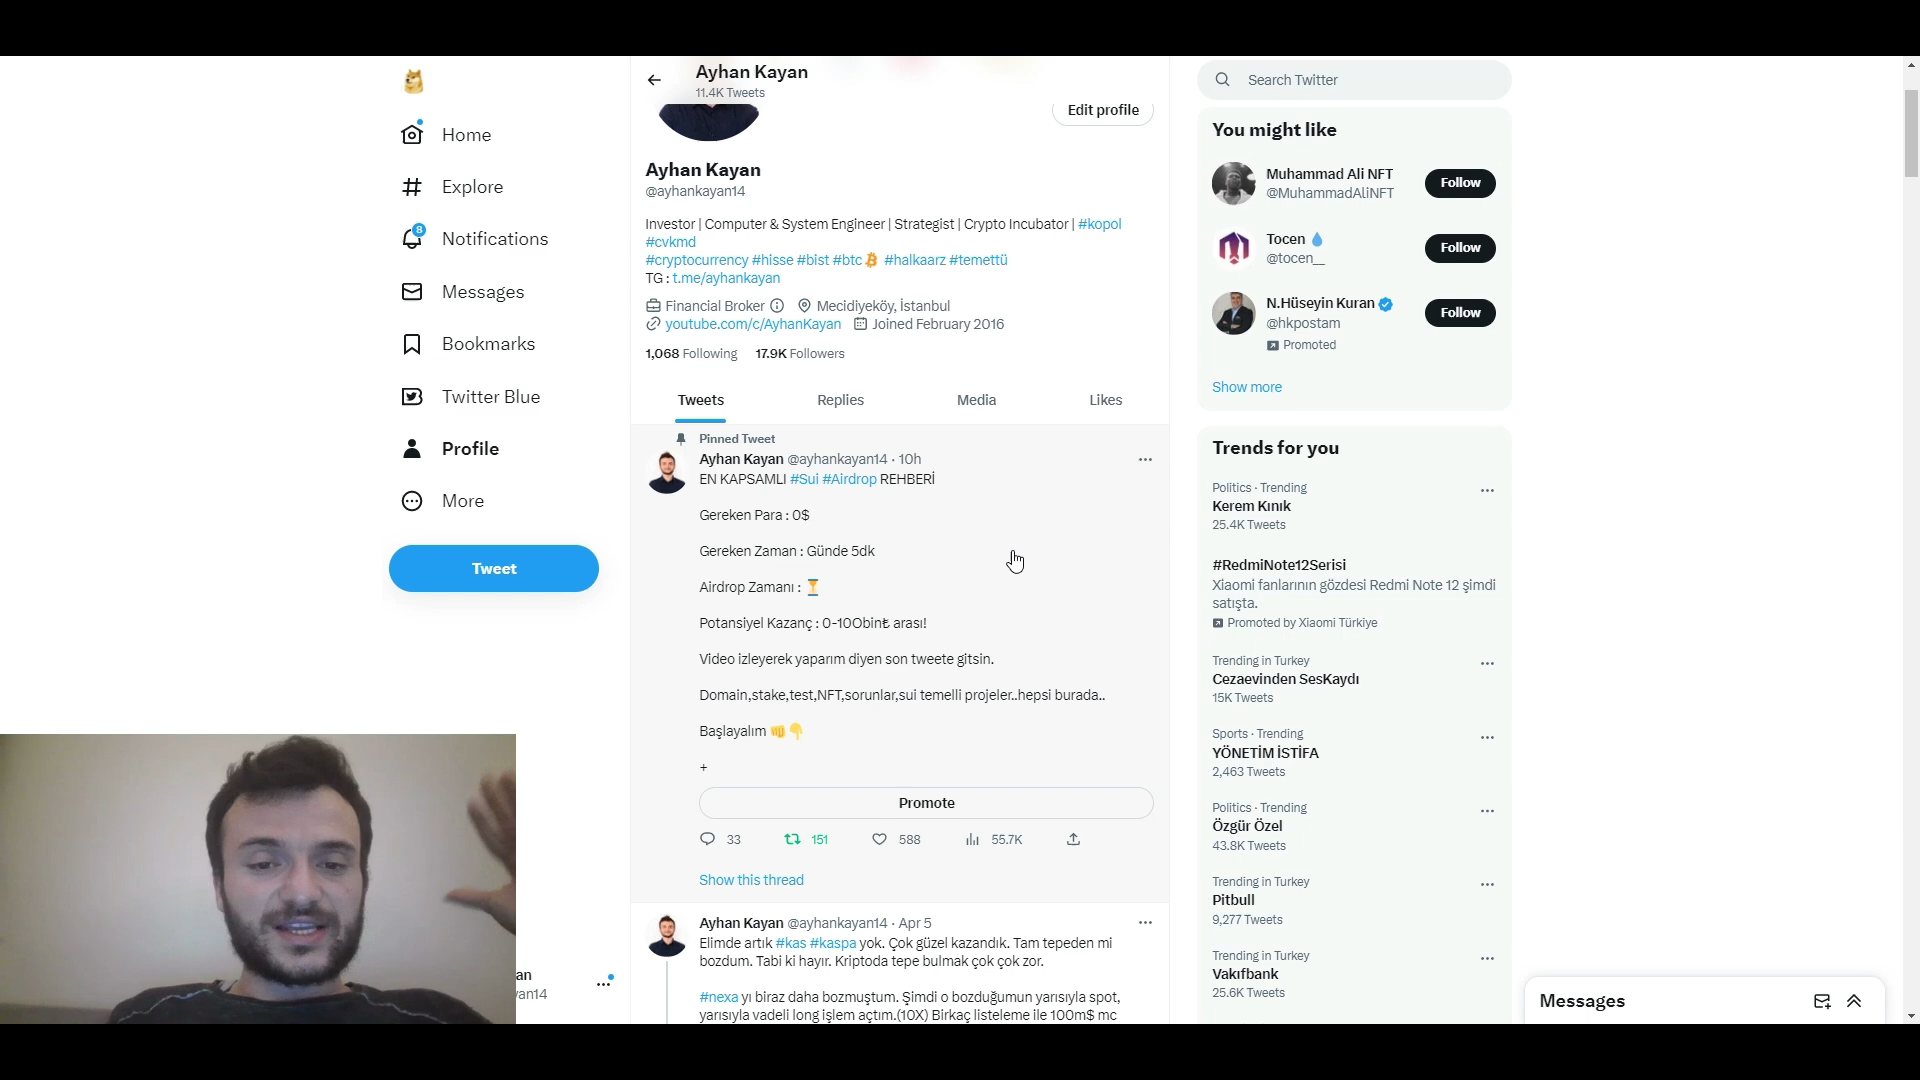 Home
Explore
8
Notifications
Messages
Bookmarks
Twitter Blue
Profile
More
Tweet
an
van14
Ayhan Kayan
11.4K Tweets
Edit profile
Ayhan Kayan
@ayhankayan14
Investor | Computer & System Engineer | Strategist | Crypto Incubator | #kopol
#cvkmd
#cryptocurrency #hisse #bist #btc #halkaarz #temettü
TG : t.me/ayhankayan
Financial Broker Mecidiyeköy, İstanbul
youtube.com/c/AyhanKayan Joined February 2016
1,068 Following 17.9K Followers
Tweets Replies Media Likes
Pinned Tweet
Ayhan Kayan @ayhankayan14 · 10h
EN KAPSAMLI #Sui #Airdrop REHBERİ
Gereken Para : 0$
Gereken Zaman : Günde 5dk
Airdrop Zamanı : ⏳
Potansiyel Kazanç : 0-100bin₺ arası!
Video izleyerek yaparım diyen son tweete gitsin.
Domain,stake,test,NFT,sorunlar,sui temelli projeler..hepsi burada..
Başlayalım 👊👇
+
Promote
33 151 588 55.7K
Show this thread
Ayhan Kayan @ayhankayan14 · Apr 5
Elimde artık #kas #kaspa yok. Çok güzel kazandık. Tam tepeden mi
bozdum. Tabi ki hayır. Kriptoda tepe bulmak çok çok zor.
#nexa yı biraz daha bozmuştum. Şimdi o bozduğumun yarısıyla spot,
yarısıyla vadeli long işlem açtım.(10X) Birkaç listeleme ile 100m$ mc
Search Twitter
You might like
Muhammad Ali NFT
@MuhammadAliNFT
Follow
Tocen 💧
@tocen__
Follow
N.Hüseyin Kuran
@hkpostam
Promoted
Follow
Show more
Trends for you
Politics · Trending
Kerem Kınık
25.4K Tweets
#RedmiNote12Serisi
Xiaomi fanlarının gözdesi Redmi Note 12 şimdi
satışta.
Promoted by Xiaomi Türkiye
Trending in Turkey
Cezaevinden SesKaydı
15K Tweets
Sports · Trending
YÖNETİM İSTİFA
2,463 Tweets
Politics · Trending
Özgür Özel
43.8K Tweets
Trending in Turkey
Pitbull
9,277 Tweets
Trending in Turkey
Vakıfbank
25.6K Tweets
Messages